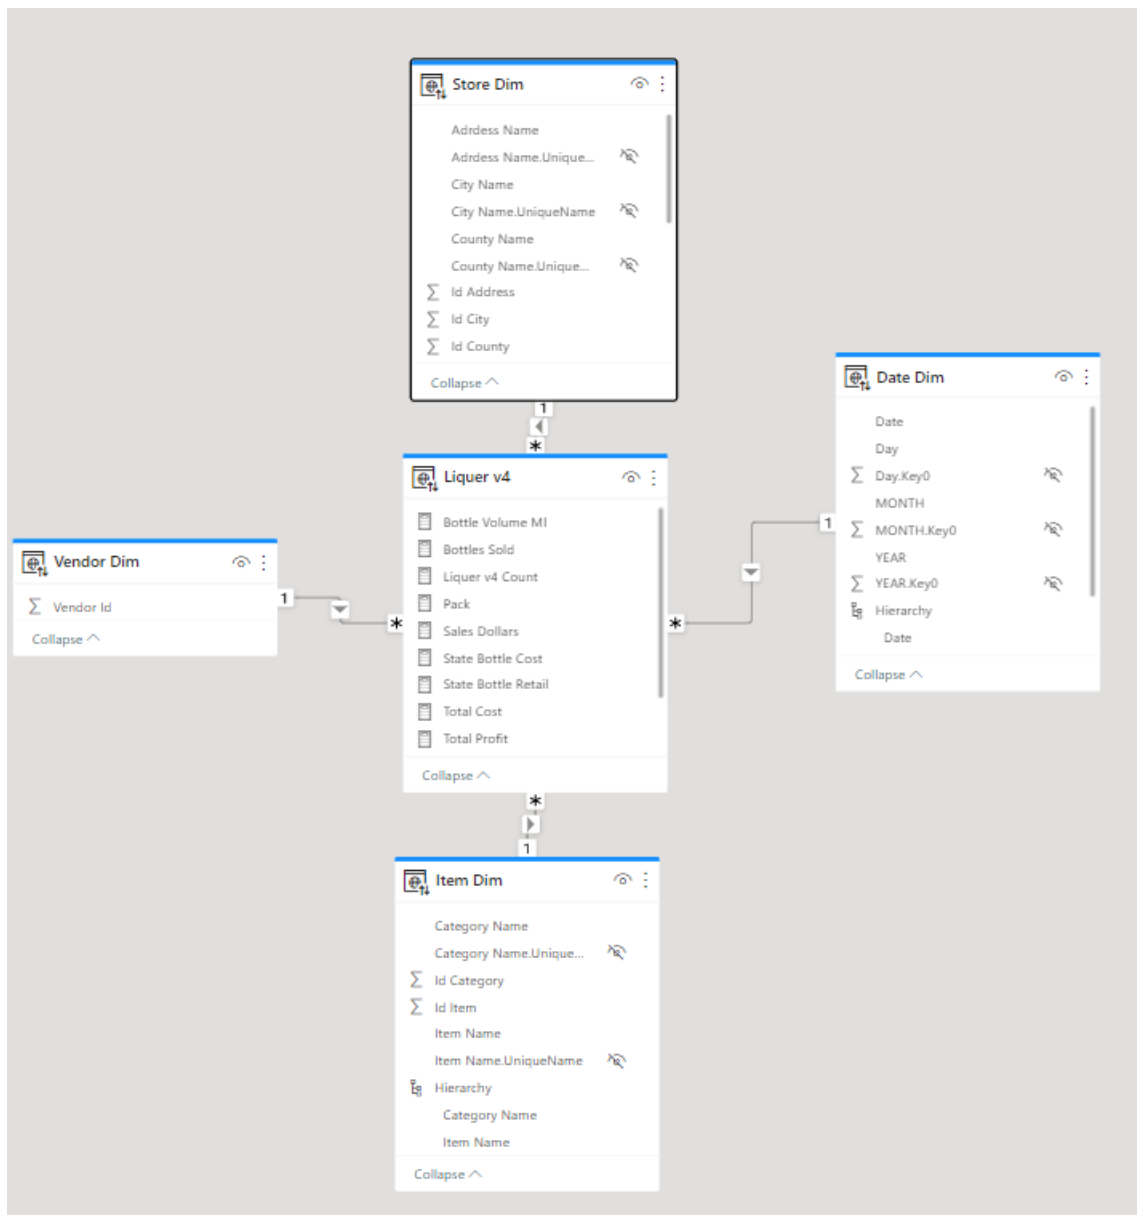 Store Dim
Adrdess Name
Adrdess Name.Unique...
City Name
City Name.UniqueName
County Name
County Name.Unique...
Id Address
Id City
Id County
Collapse
1
*
Date Dim
Date
Day
Day.Key0
MONTH
MONTH.Key0
YEAR
YEAR.Key0
Hierarchy
Date
Collapse
1
*
Liquer v4
Bottle Volume Ml
Bottles Sold
Liquer v4 Count
Pack
Sales Dollars
State Bottle Cost
State Bottle Retail
Total Cost
Total Profit
Collapse
Vendor Dim
Vendor Id
Collapse
1
*
*
1
Item Dim
Category Name
Category Name.Unique...
Id Category
Id Item
Item Name
Item Name.UniqueName
Hierarchy
Category Name
Item Name
Collapse